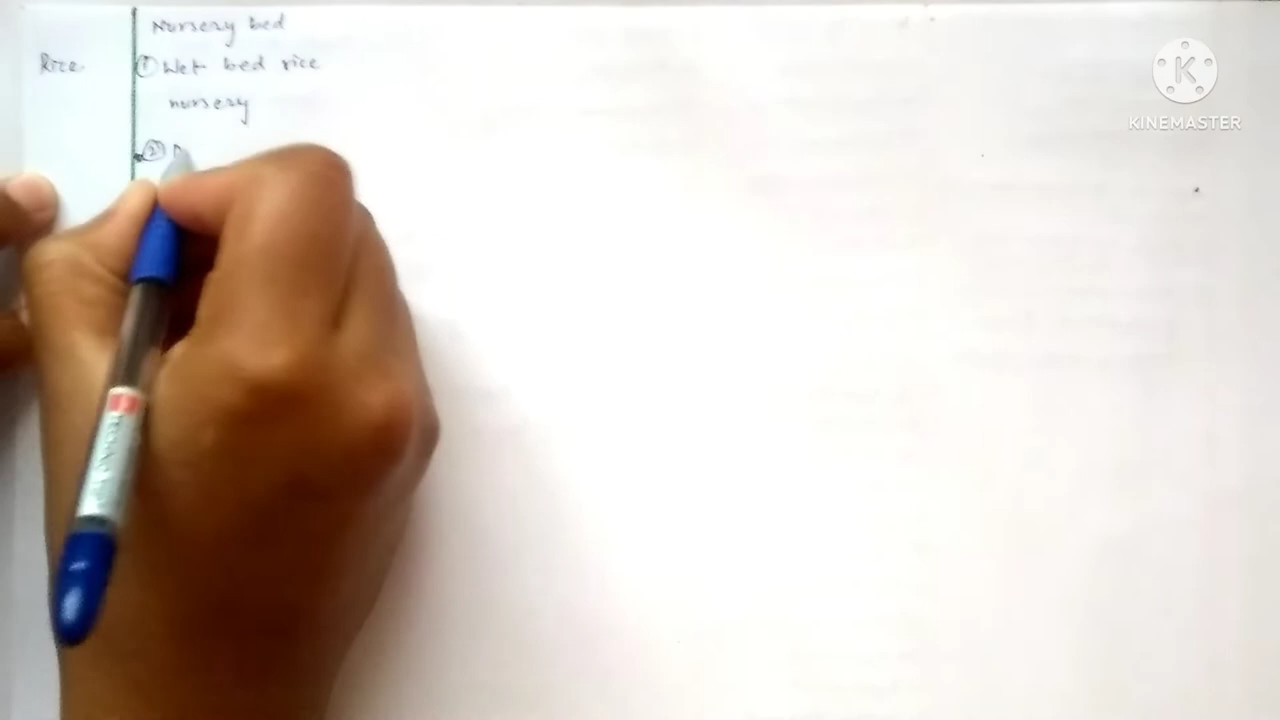 Nursery bed
Rice
① Wet bed rice
nursery
②
KINEMASTER